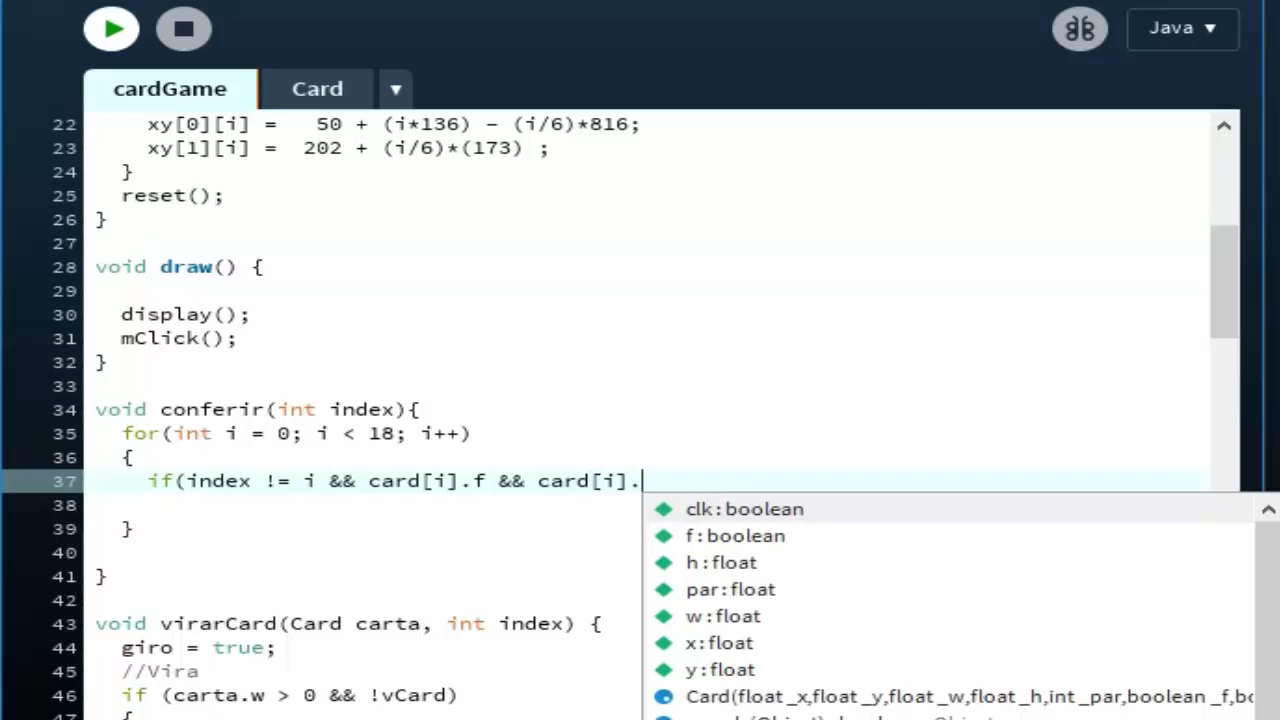 Java ▼
cardGame Card ▼
22 xy[0][i] = 50 + (i*136) - (i/6)*816;
23 xy[1][i] = 202 + (i/6)*(173) ;
24 }
25 reset();
26 }
27
28 void draw() {
29
30 display();
31 mClick();
32 }
33
34 void conferir(int index){
35 for(int i = 0; i < 18; i++)
36 {
37 if(index != i && card[i].f && card[i].
38
39 }
40
41 }
42
43 void virarCard(Card carta, int index) {
44 giro = true;
45 //Vira
46 if (carta.w > 0 && !vCard)
47 {
clk:boolean
f:boolean
h:float
par:float
w:float
x:float
y:float
Card(float _x,float _y,float _w,float _h,int _par,boolean _f,bo